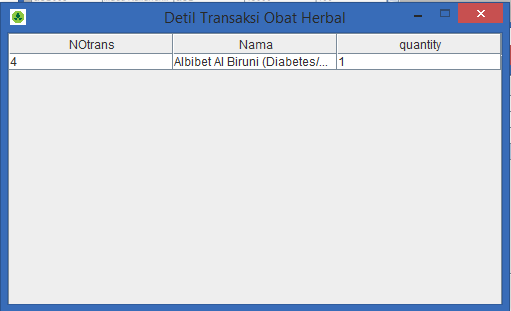 Detil Transaksi Obat Herbal
NOtrans Nama quantity
4 Albibet Al Biruni (Diabetes/... 1